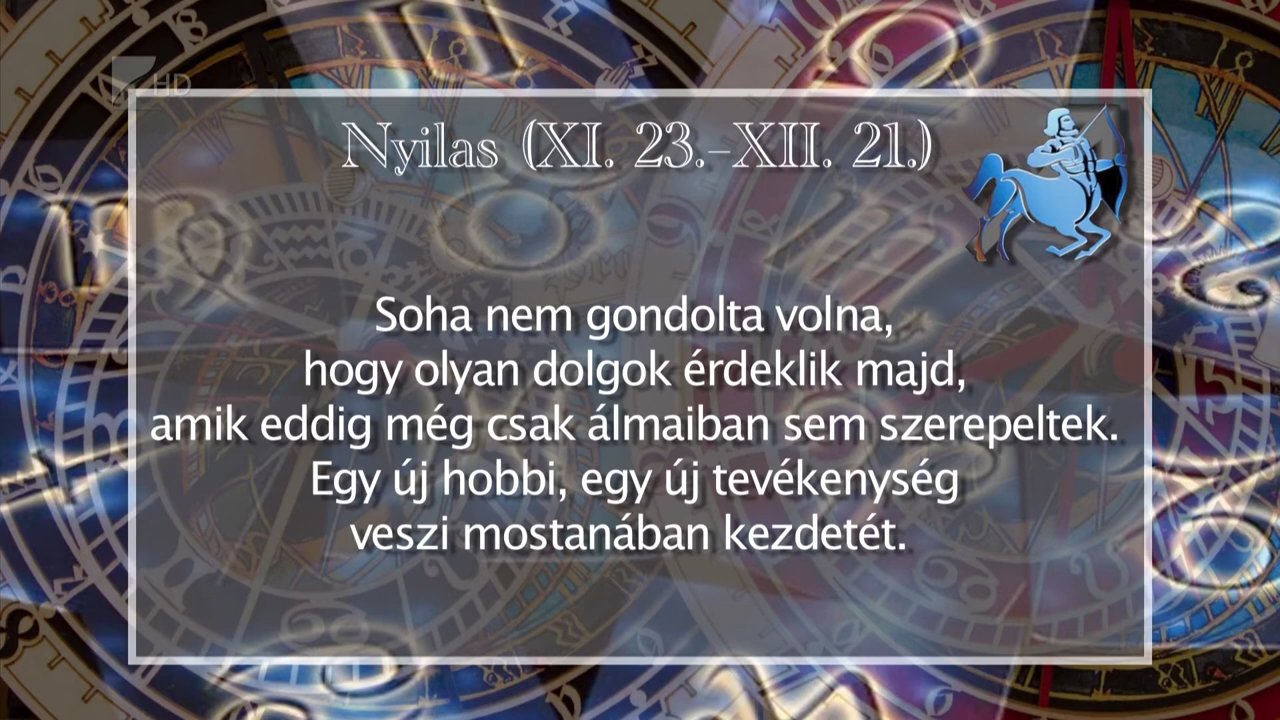 HD
Nyilas (XI. 23.–XII. 21.)
Soha nem gondolta volna,
hogy olyan dolgok érdeklik majd,
amik eddig még csak álmaiban sem szerepeltek.
Egy új hobbi, egy új tevékenység
veszi mostanában kezdetét.